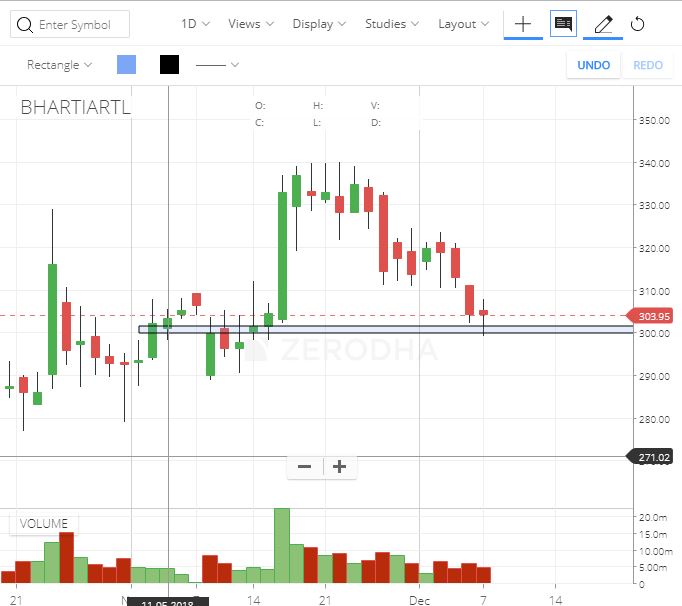 Enter Symbol 1D Views Display Studies Layout
Rectangle UNDO REDO
BHARTIARTL O: H: V:
C: L: D:
350.00
340.00
330.00
320.00
310.00
303.95
300.00
ZERODHA
290.00
280.00
271.02
VOLUME
20.0m
15.0m
10.00m
5.00m
0
21 14 21 Dec 7 14
11.05.2018